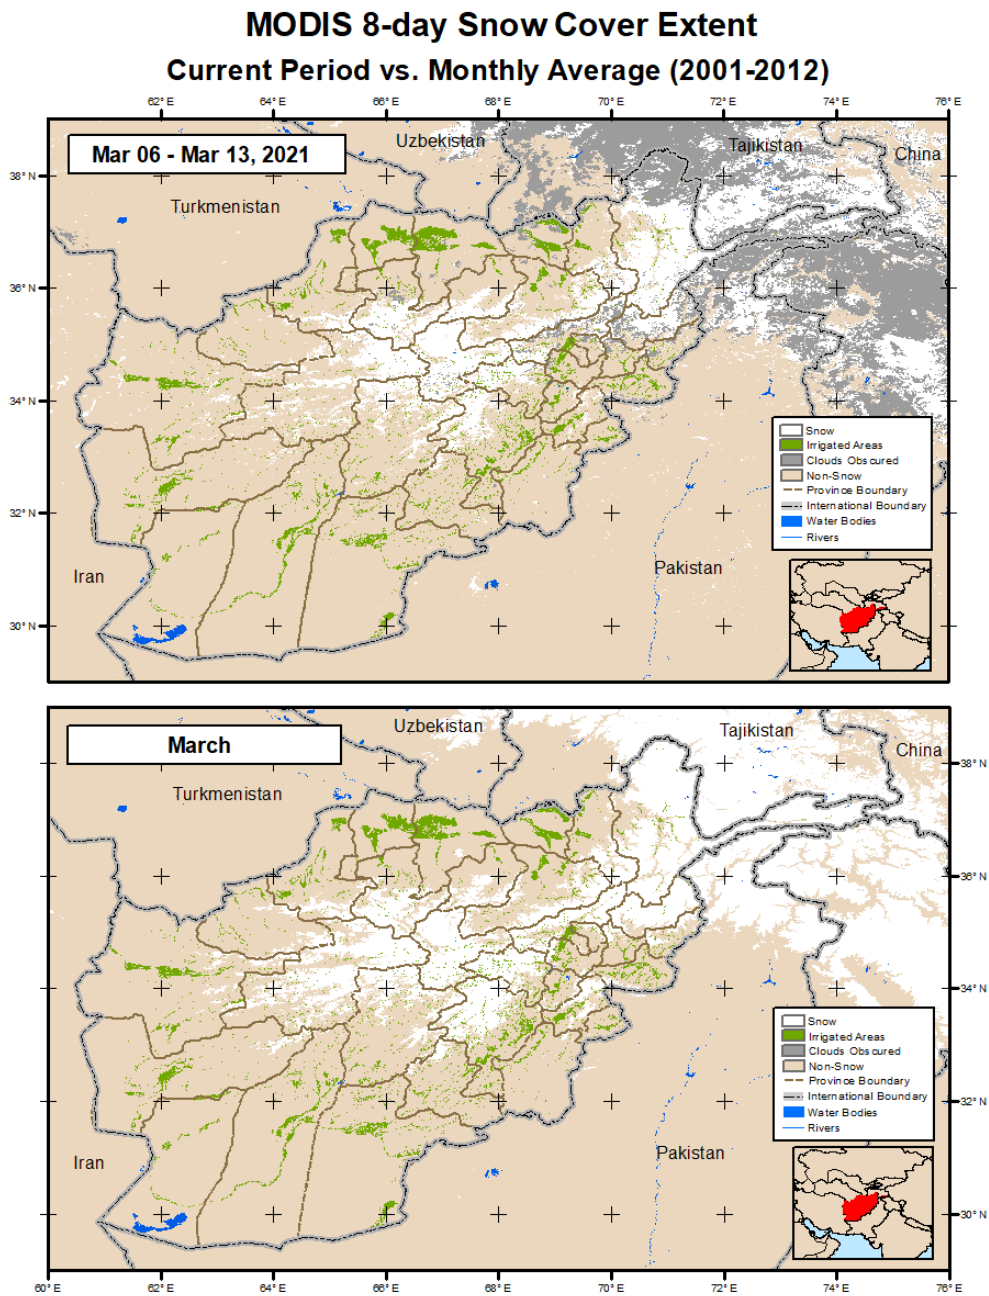 MODIS 8-day Snow Cover Extent
Current Period vs. Monthly Average (2001-2012)
62° E 64° E 66° E 68° E 70° E 72° E 74° E 76° E
Mar 06 - Mar 13, 2021
Uzbekistan
Tajikistan
China
38° N
Turkmenistan
36° N
34° N
Snow
Irrigated Areas
Clouds Obscured
Non-Snow
Province Boundary
International Boundary
Water Bodies
Rivers
32° N
Iran
Pakistan
30° N
March
Uzbekistan
Tajikistan
China
38° N
Turkmenistan
36° N
34° N
Snow
Irrigated Areas
Clouds Obscured
Non-Snow
Province Boundary
International Boundary
Water Bodies
Rivers
32° N
Iran
Pakistan
30° N
60° E 62° E 64° E 66° E 68° E 70° E 72° E 74° E 76° E